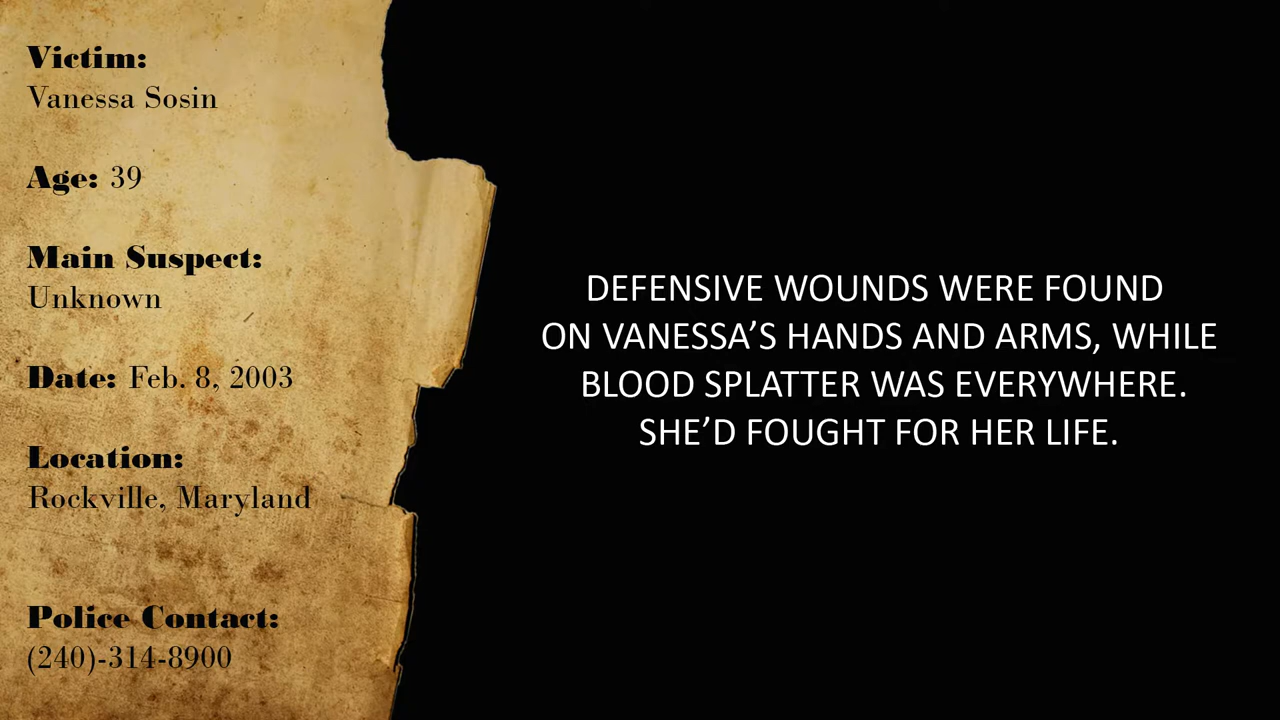 Victim:
Vanessa Sosin
Age: 39
Main Suspect:
Unknown
Date: Feb. 8, 2003
Location:
Rockville, Maryland
Police Contact:
(240)-314-8900
DEFENSIVE WOUNDS WERE FOUND
ON VANESSA’S HANDS AND ARMS, WHILE
BLOOD SPLATTER WAS EVERYWHERE.
SHE’D FOUGHT FOR HER LIFE.